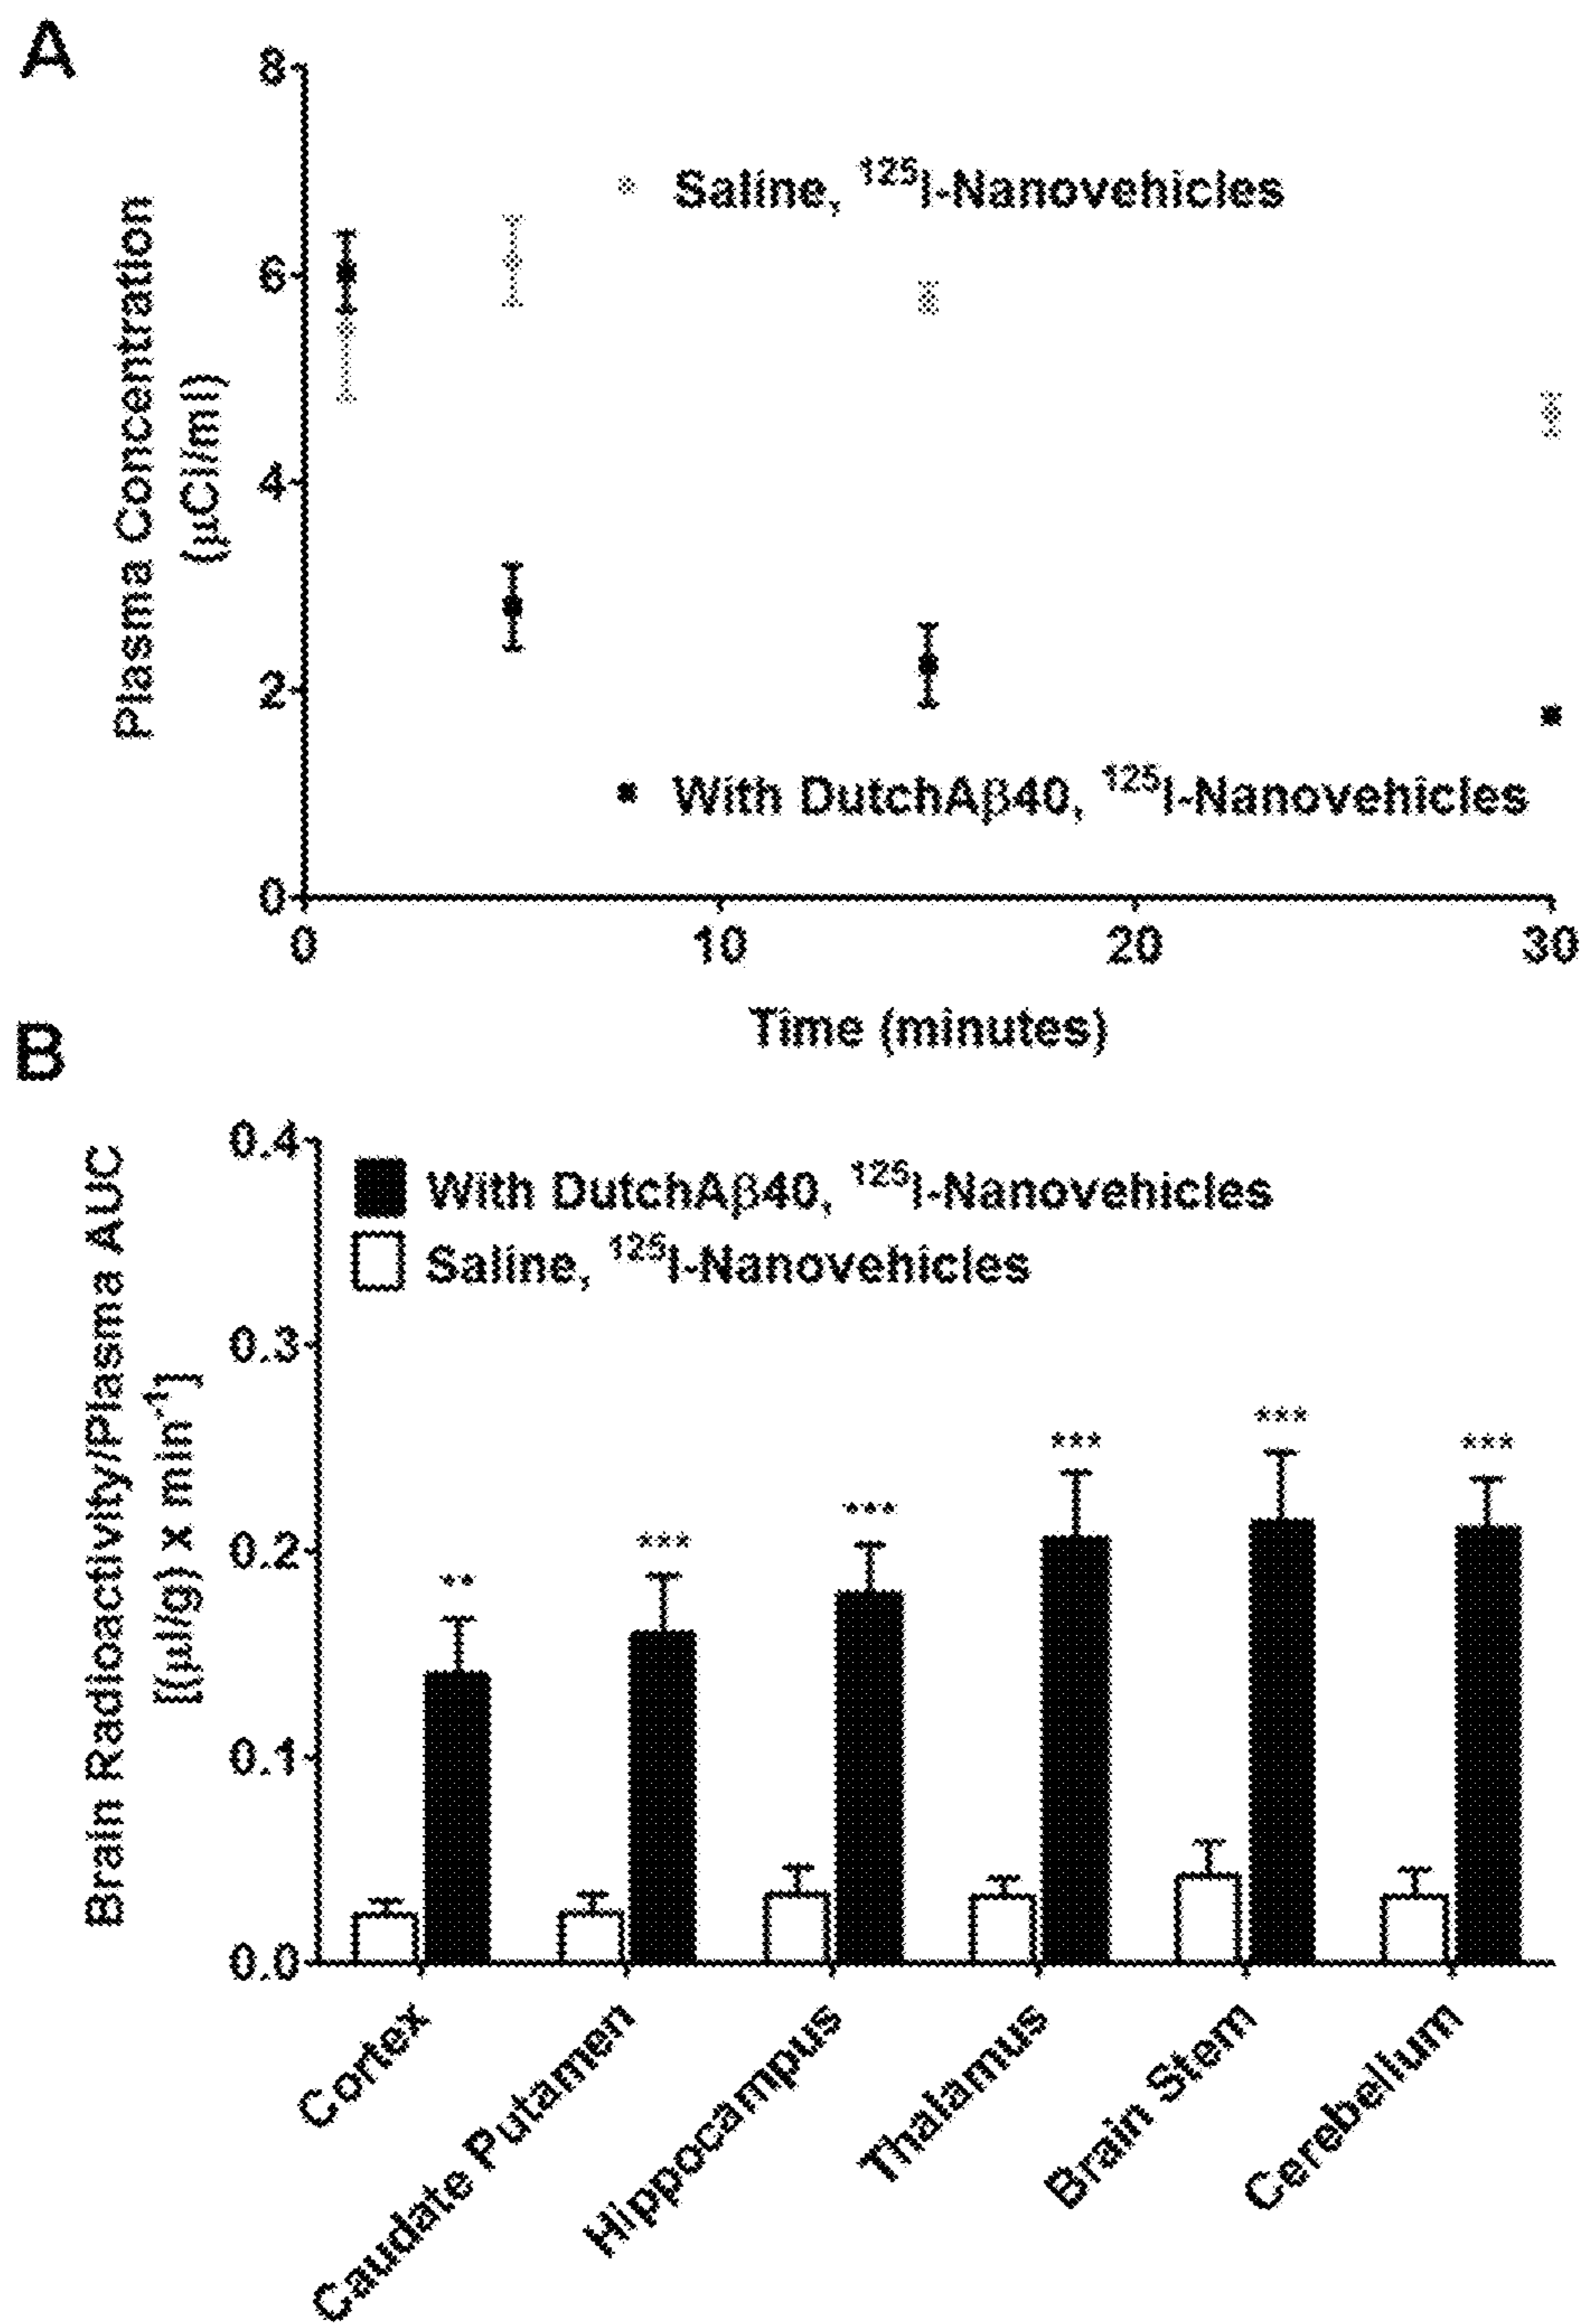 A
8
Saline, ¹²⁵I-Nanovehicles
6
4
2
With DutchAβ40, ¹²⁵I-Nanovehicles
0
0 10 20 30
Time (minutes)
Plasma Concentration
(μCi/ml)
B
0.4
With DutchAβ40, ¹²⁵I-Nanovehicles
Saline, ¹²⁵I-Nanovehicles
0.3
0.2
0.1
0.0
** *** *** *** *** ***
Brain Radioactivity/Plasma AUC
[(μl/g) x min⁻¹]
Cortex
Caudate Putamen
Hippocampus
Thalamus
Brain Stem
Cerebellum